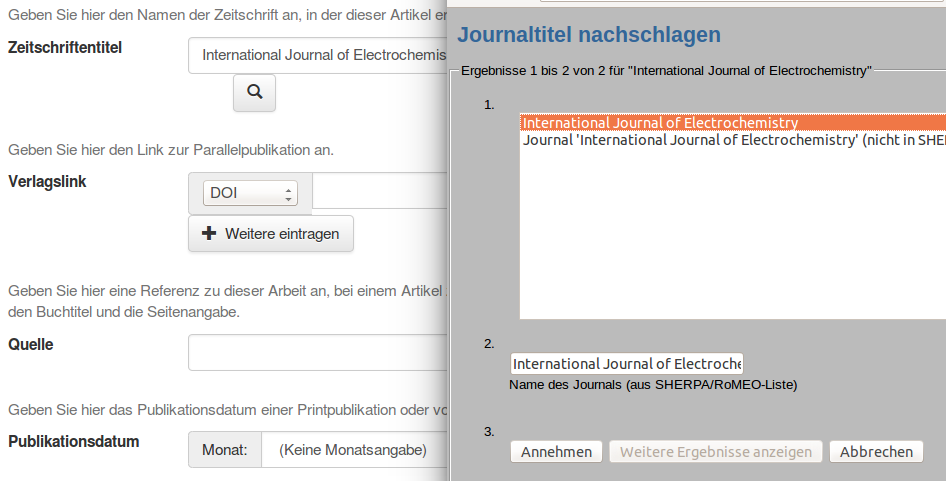 Geben Sie hier den Namen der Zeitschrift an, in der dieser Artikel
Zeitschriftentitel
International Journal of
Geben Sie hier den Link zur Parallelpublikation an.
Verlagslink
DOI
Weitere eintragen
Geben Sie hier eine Referenz zu dieser Arbeit an, bei einem Artikel
den Buchtitel und die Seitenangabe.
Quelle
Geben Sie hier das Publikationsdatum einer Printpublikation oder
Publikationsdatum
Monat:
(Keine Monatsangabe)
Journaltitel nachschlagen
Ergebnisse 1 bis 2 von 2 für "International Journal of Electrochemistry"
1.
International Journal of Electrochemistry
Journal 'International Journal of Electrochemistry' (nicht in
2.
International Journal of
Name des Journals (aus SHERPA/RoMEO-Liste)
3.
Annehmen
Weitere Ergebnisse anzeigen
Abbrechen